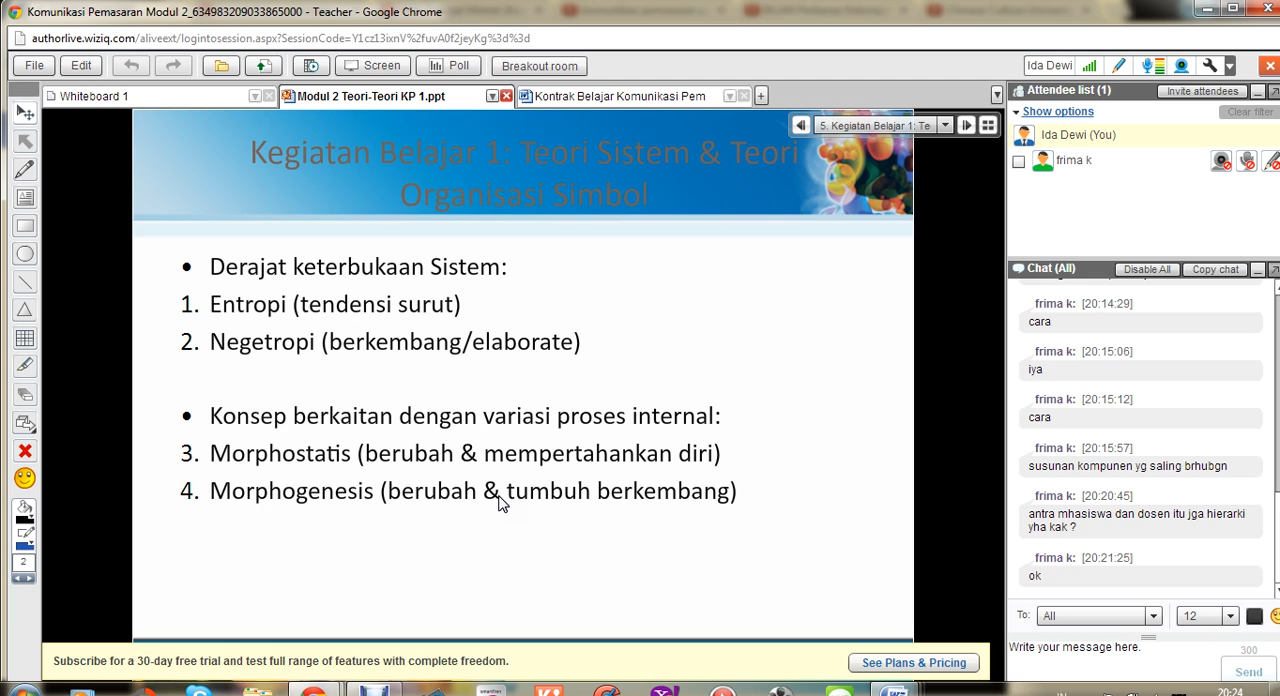 Komunikasi Pemasaran Modul 2_634983209033865000 - Teacher - Google Chrome
authorlive.wiziq.com/aliveext/logintosession.aspx?SessionCode=Y1cz13ixnV%2fuvA0f2jeyKg%3d%3d
File Edit Screen Poll Breakout room Ida Dewi
Whiteboard 1 Modul 2 Teori-Teori KP 1.ppt Kontrak Belajar Komunikasi Pem
Attendee list (1) Invite attendees
Show options Clear filter
Ida Dewi (You)
frima k
5. Kegiatan Belajar 1: Te
Kegiatan Belajar 1: Teori Sistem & Teori
Organisasi Simbol
• Derajat keterbukaan Sistem:
1. Entropi (tendensi surut)
2. Negetropi (berkembang/elaborate)
• Konsep berkaitan dengan variasi proses internal:
3. Morphostatis (berubah & mempertahankan diri)
4. Morphogenesis (berubah & tumbuh berkembang)
2
Chat (All) Disable All Copy chat
frima k: [20:14:29]
cara
frima k: [20:15:06]
iya
frima k: [20:15:12]
cara
frima k: [20:15:57]
susunan kompunen yg saling brhubgn
frima k: [20:20:45]
antra mhasiswa dan dosen itu jga hierarki
yha kak ?
frima k: [20:21:25]
ok
To: All 12
Write your message here.
300
Send
Subscribe for a 30-day free trial and test full range of features with complete freedom.
See Plans & Pricing
20:24